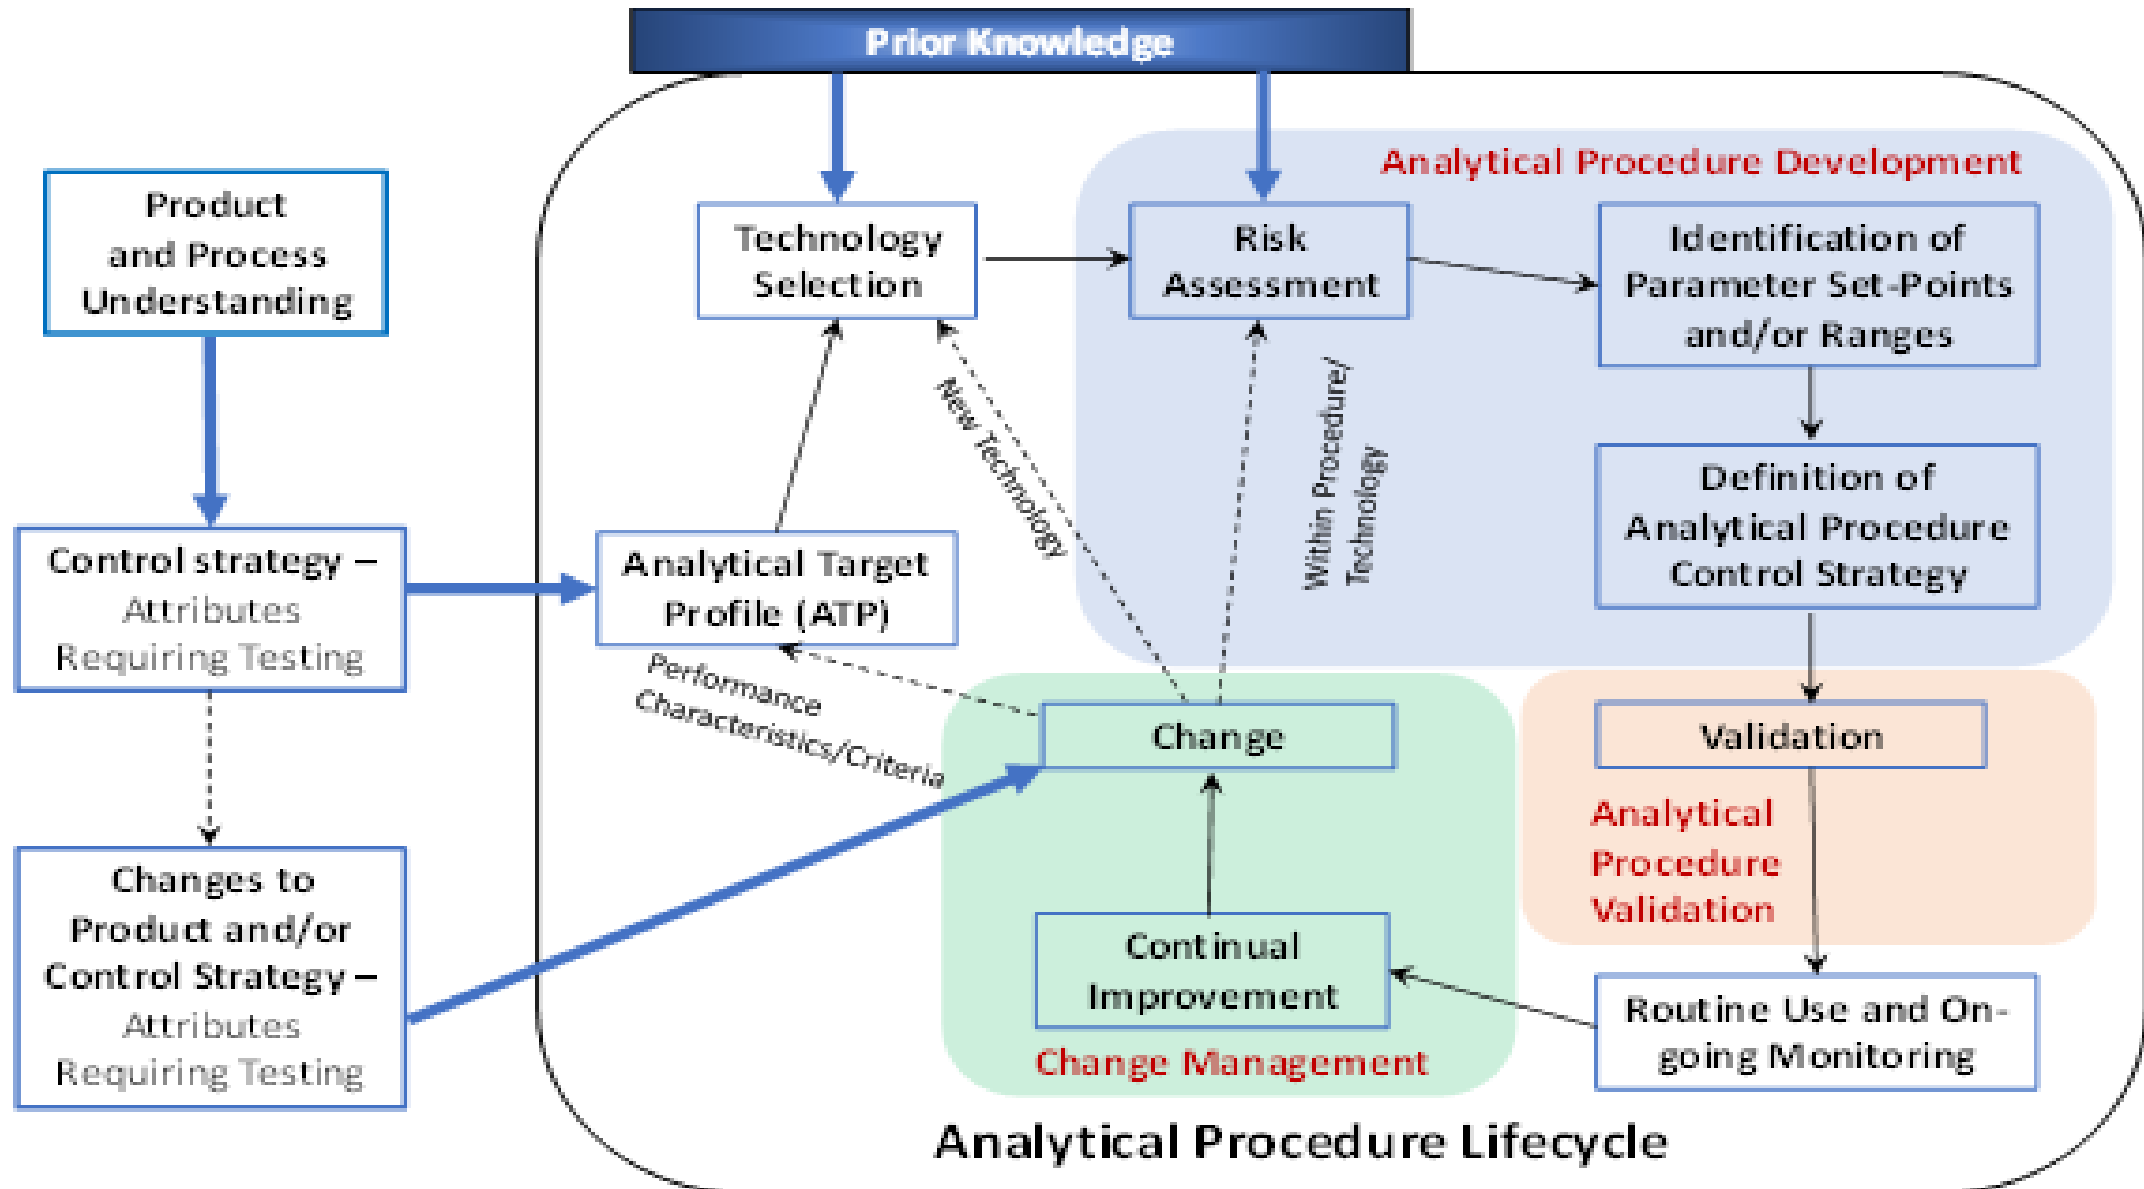 Prior Knowledge
Analytical Procedure Development
Product
and Process
Understanding
Technology
Selection
Risk
Assessment
Identification of
Parameter Set-Points
and/or Ranges
New Technology
Within Procedure/
Technology
Control strategy –
Attributes
Requiring Testing
Analytical Target
Profile (ATP)
Definition of
Analytical Procedure
Control Strategy
Performance
Characteristics/Criteria
Change
Validation
Analytical
Procedure
Validation
Changes to
Product and/or
Control Strategy –
Attributes
Requiring Testing
Continual
Improvement
Change Management
Routine Use and On-
going Monitoring
Analytical Procedure Lifecycle